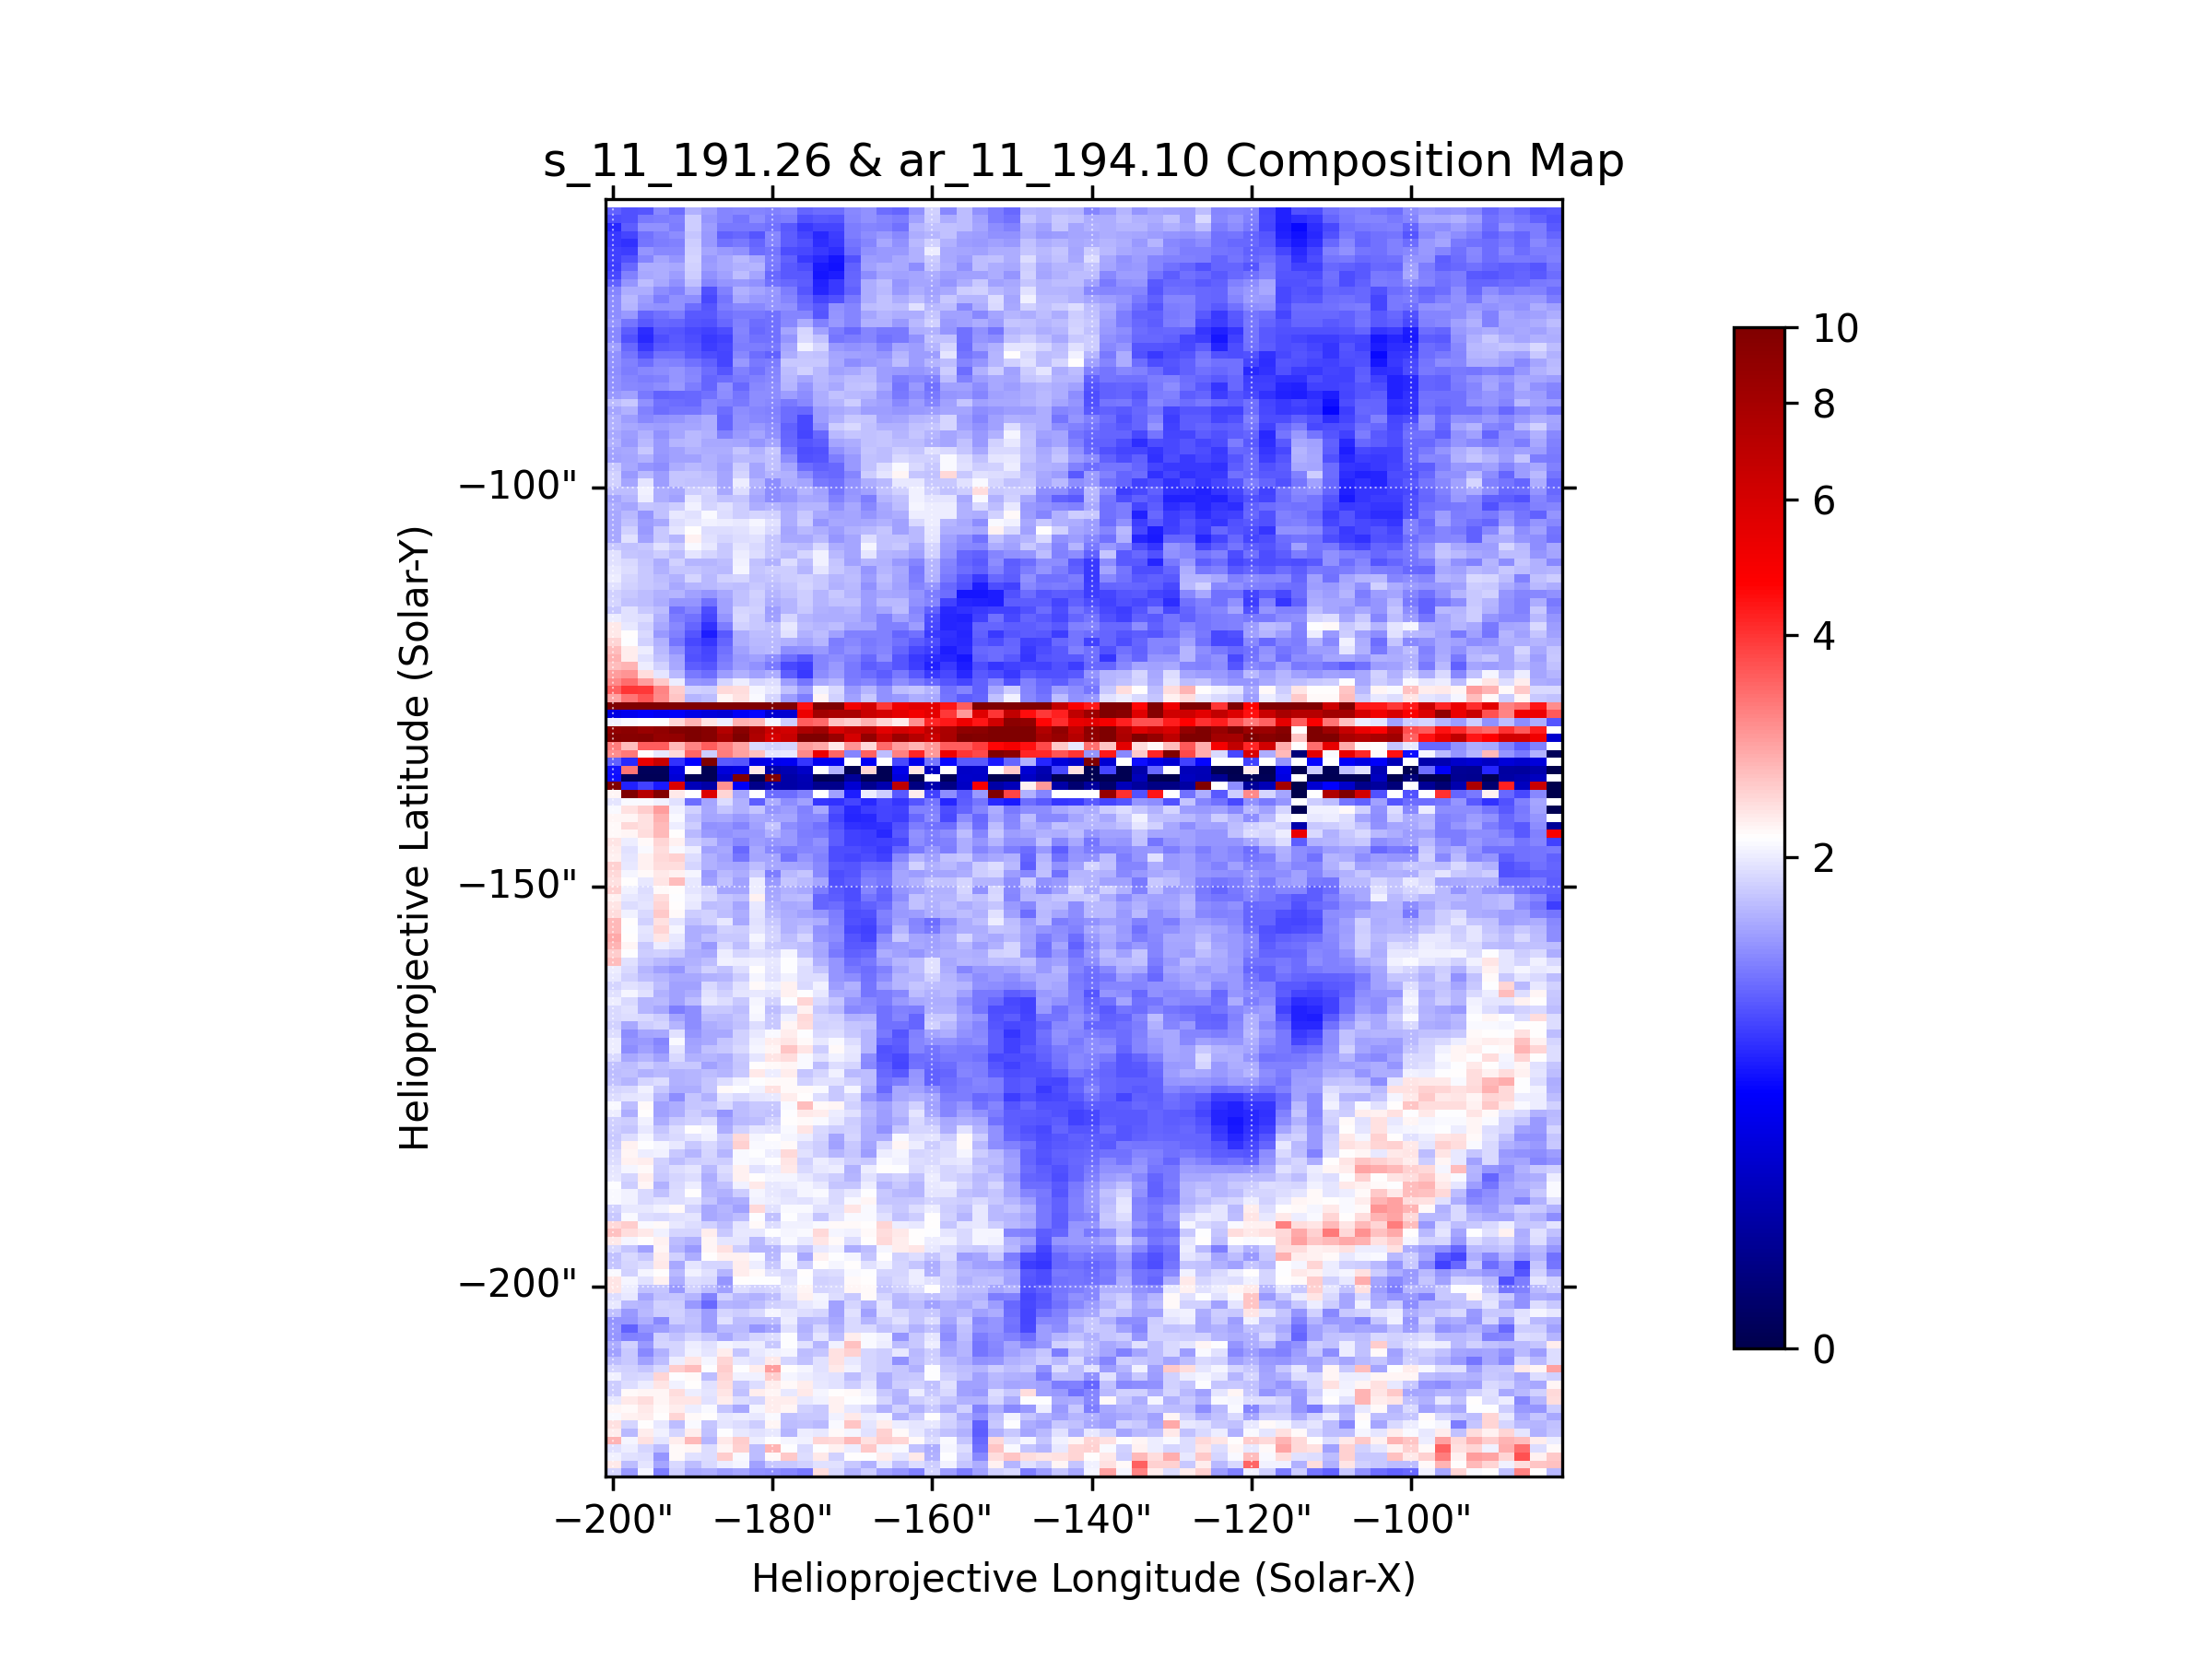 s_11_191.26 & ar_11_194.10 Composition Map
Helioprojective Latitude (Solar-Y)
−100"
−150"
−200"
−200" −180" −160" −140" −120" −100"
Helioprojective Longitude (Solar-X)
10
8
6
4
2
0